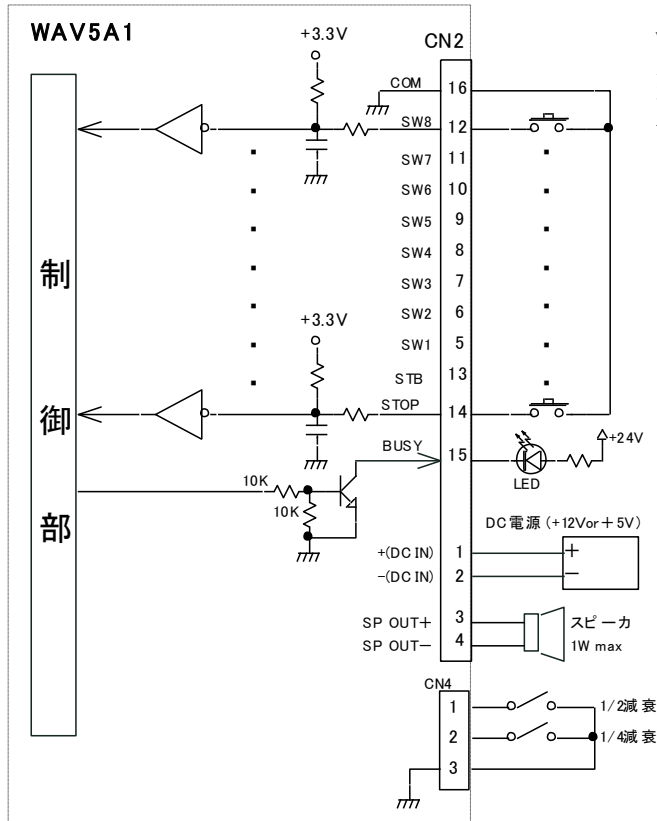 WAV5A1
+3.3V
CN2
COM
16
SW8
12
SW7
11
SW6
10
SW5
9
SW4
8
SW3
7
SW2
6
+3.3V
SW1
5
STB
13
STOP
14
制
御
部
BUSY
15
+24V
LED
10K
10K
DC電源(+12Vor+5V)
+(DC IN)
1
+
-(DC IN)
2
−
SP OUT+
3
スピーカ
SP OUT−
4
1W max
CN4
1
1/2減衰
2
1/4減衰
3